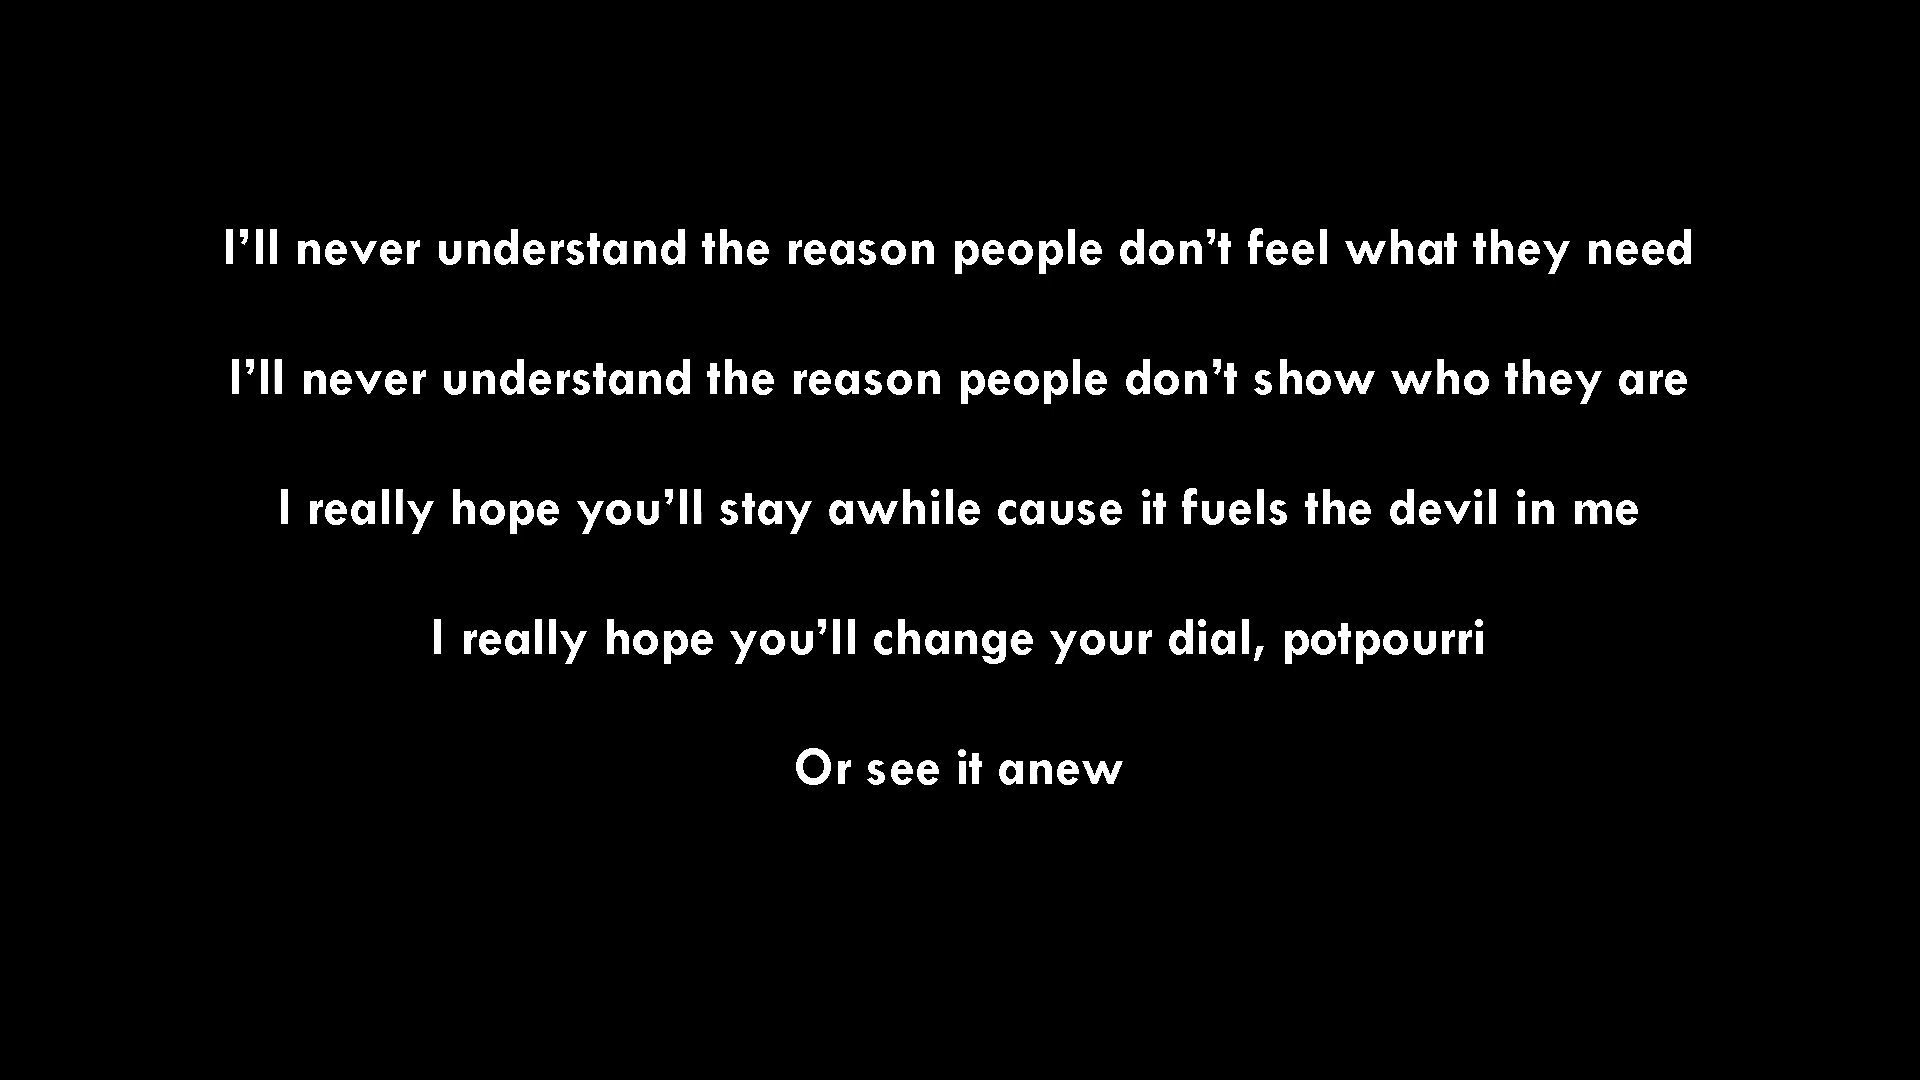 I’ll never understand the reason people don’t feel what they need
I’ll never understand the reason people don’t show who they are
I really hope you’ll stay awhile cause it fuels the devil in me
I really hope you’ll change your dial, potpourri
Or see it anew